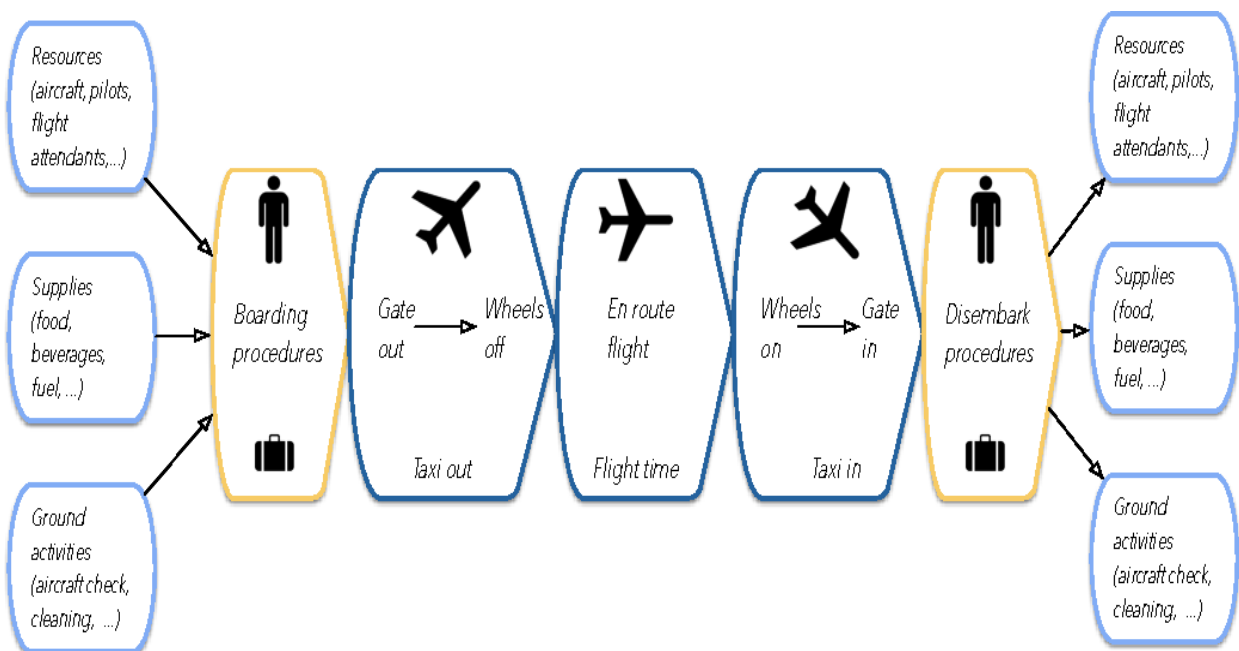 Resources
(aircraft, pilots,
flight
attendants,...)
Supplies
(food,
beverages,
fuel, ...)
Ground
activities
(aircraft check,
cleaning, ...)
Boarding
procedures
Gate
out
Wheels
off
Taxi out
En route
flight
Flight time
Wheels
on
Gate
in
Taxi in
Disembark
procedures
Resources
(aircraft, pilots,
flight
attendants,...)
Supplies
(food,
beverages,
fuel, ...)
Ground
activities
(aircraft check,
cleaning, ...)